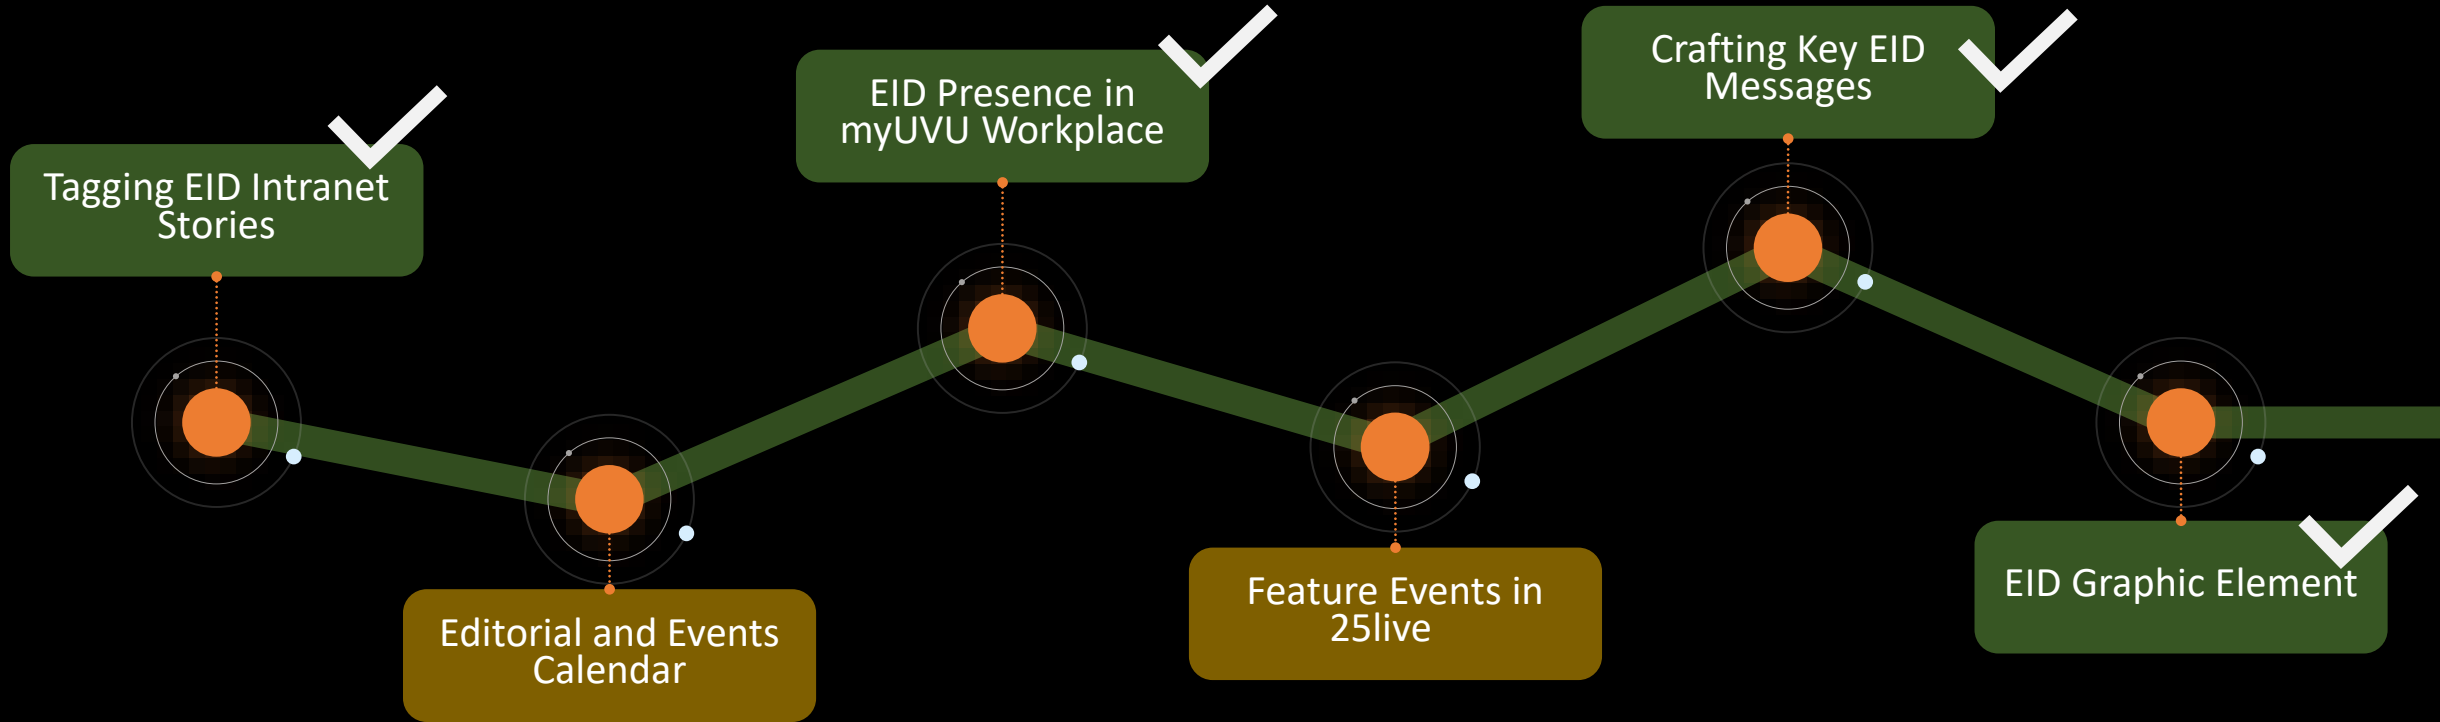 Tagging EID Intranet
Stories
Editorial and Events
Calendar
EID Presence in
myUVU Workplace
Feature Events in
25live
Crafting Key EID
Messages
EID Graphic Element